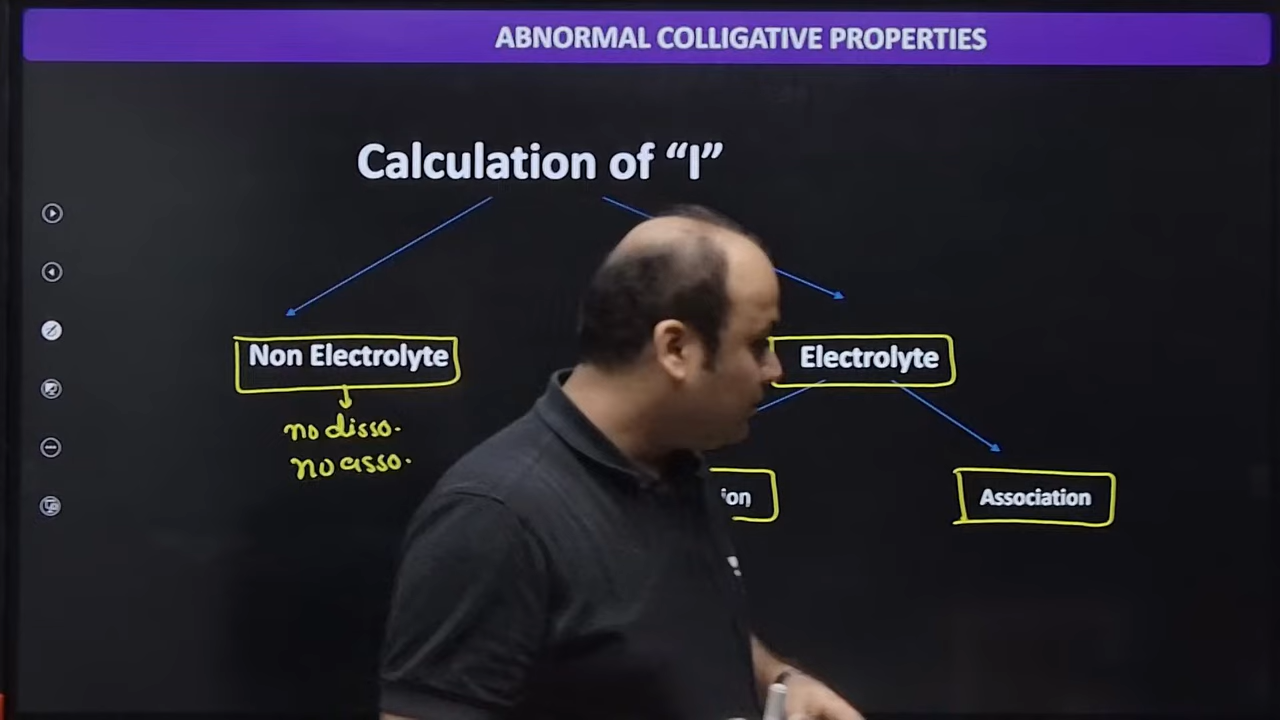 ABNORMAL COLLIGATIVE PROPERTIES
Calculation of “I”
Non Electrolyte
Electrolyte
no disso.
no asso.
ion
Association